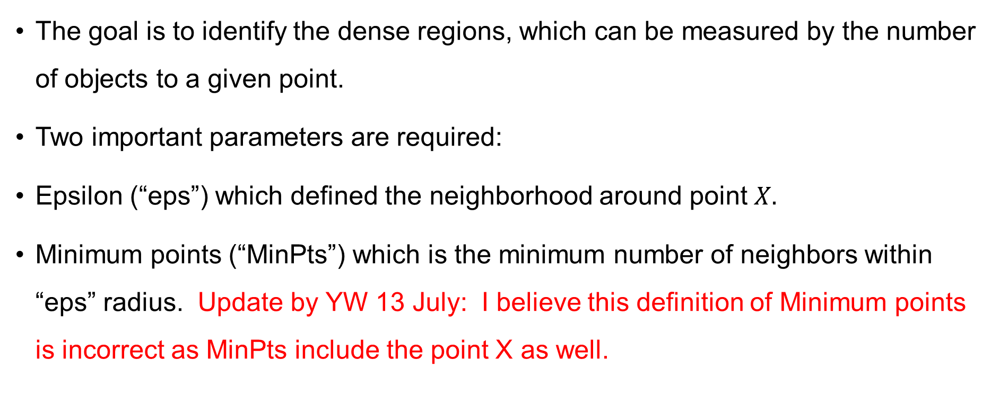 • The goal is to identify the dense regions, which can be measured by the number
of objects to a given point.
• Two important parameters are required:
• Epsilon (“eps”) which defined the neighborhood around point 𝑋.
• Minimum points (“MinPts”) which is the minimum number of neighbors within
“eps” radius.  Update by YW 13 July:  I believe this definition of Minimum points
is incorrect as MinPts include the point X as well.